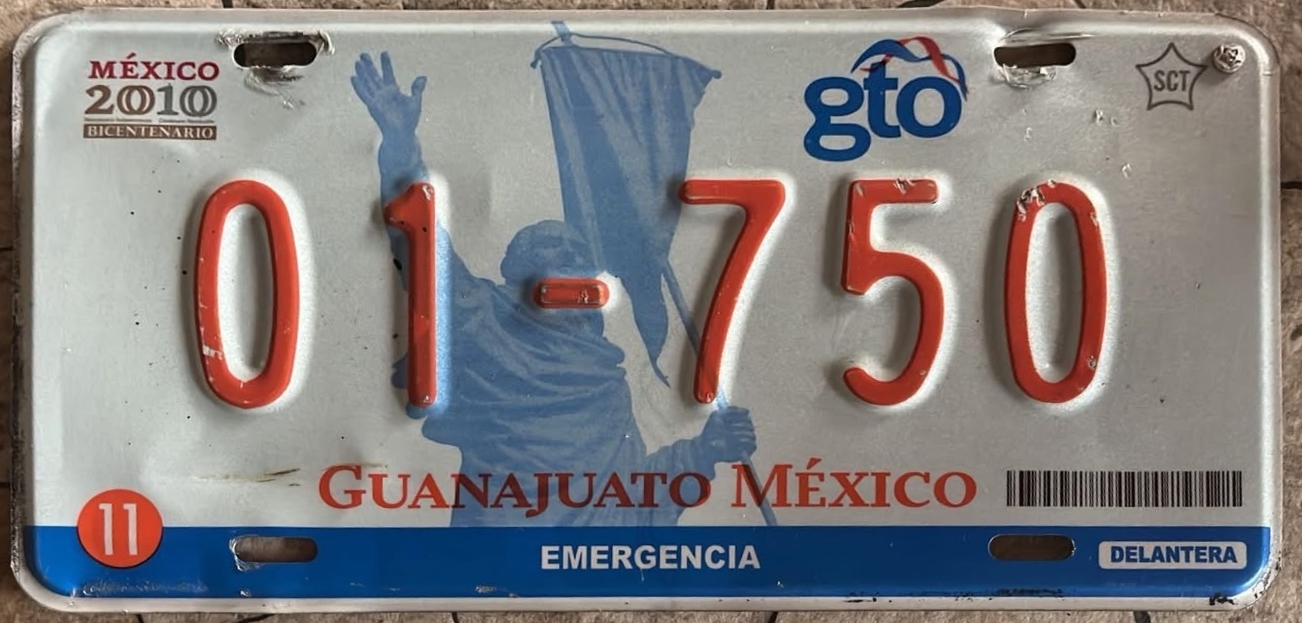 MÉXICO
2010
BICENTENARIO
gto
SCT
01-750
GUANAJUATO MÉXICO
11
EMERGENCIA
DELANTERA